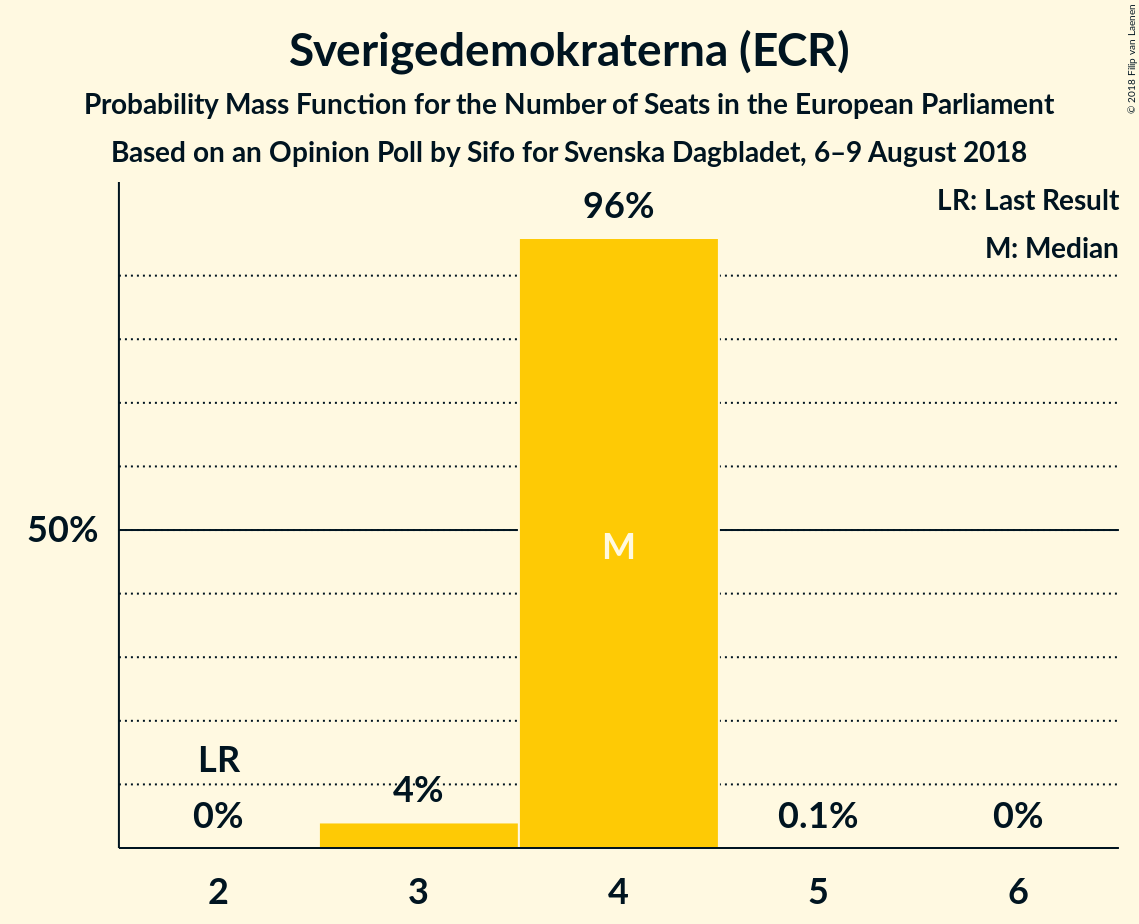 Sverigedemokraterna (ECR)
Probability Mass Function for the Number of Seats in the European Parliament
Based on an Opinion Poll by Sifo for Svenska Dagbladet, 6–9 August 2018
© 2018 Filip van Laenen
LR: Last Result
M: Median
96%
50%
M
LR
0%
4%
0.1%
0%
2 3 4 5 6